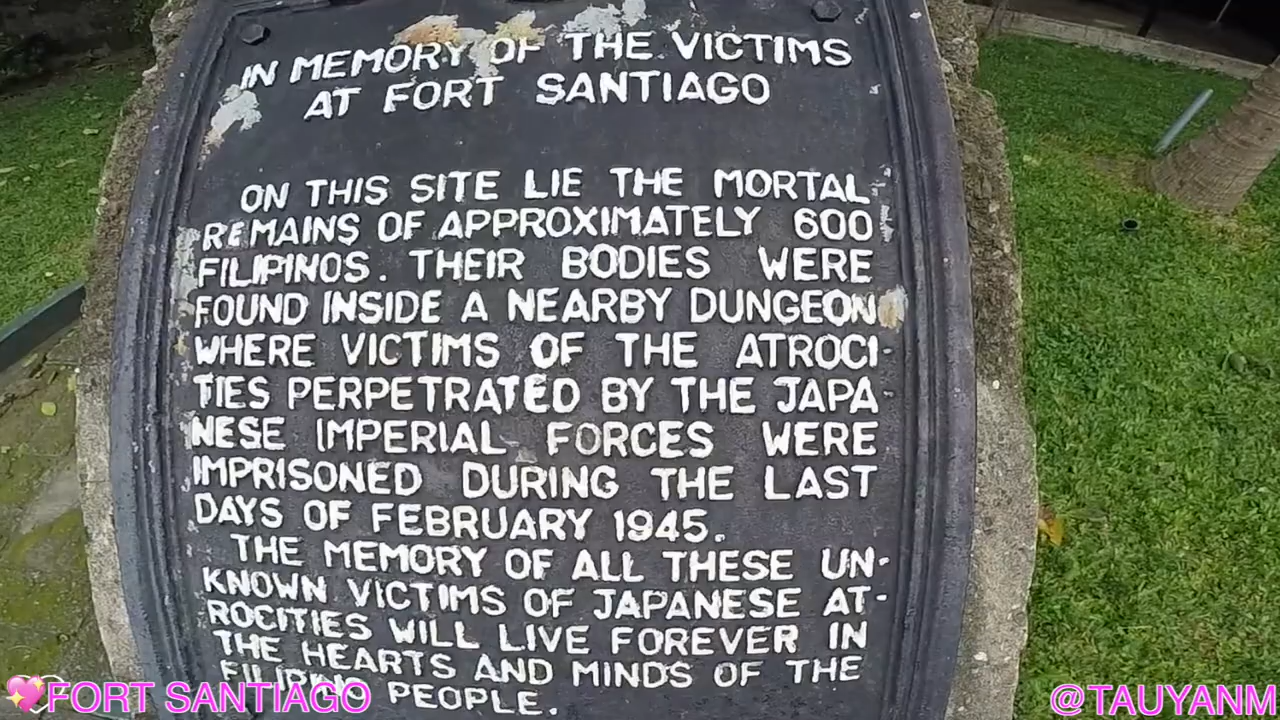 IN MEMORY OF THE VICTIMS
AT FORT SANTIAGO
ON THIS SITE LIE THE MORTAL
REMAINS OF APPROXIMATELY 600
FILIPINOS. THEIR BODIES WERE
FOUND INSIDE A NEARBY DUNGEON
WHERE VICTIMS OF THE ATROCI-
TIES PERPETRATED BY THE JAPA-
NESE IMPERIAL FORCES WERE
IMPRISONED DURING THE LAST
DAYS OF FEBRUARY 1945.
THE MEMORY OF ALL THESE UN-
KNOWN VICTIMS OF JAPANESE AT-
ROCITIES WILL LIVE FOREVER IN
THE HEARTS AND MINDS OF THE
FILIPINO PEOPLE.
💖FORT SANTIAGO
@TAUYANM